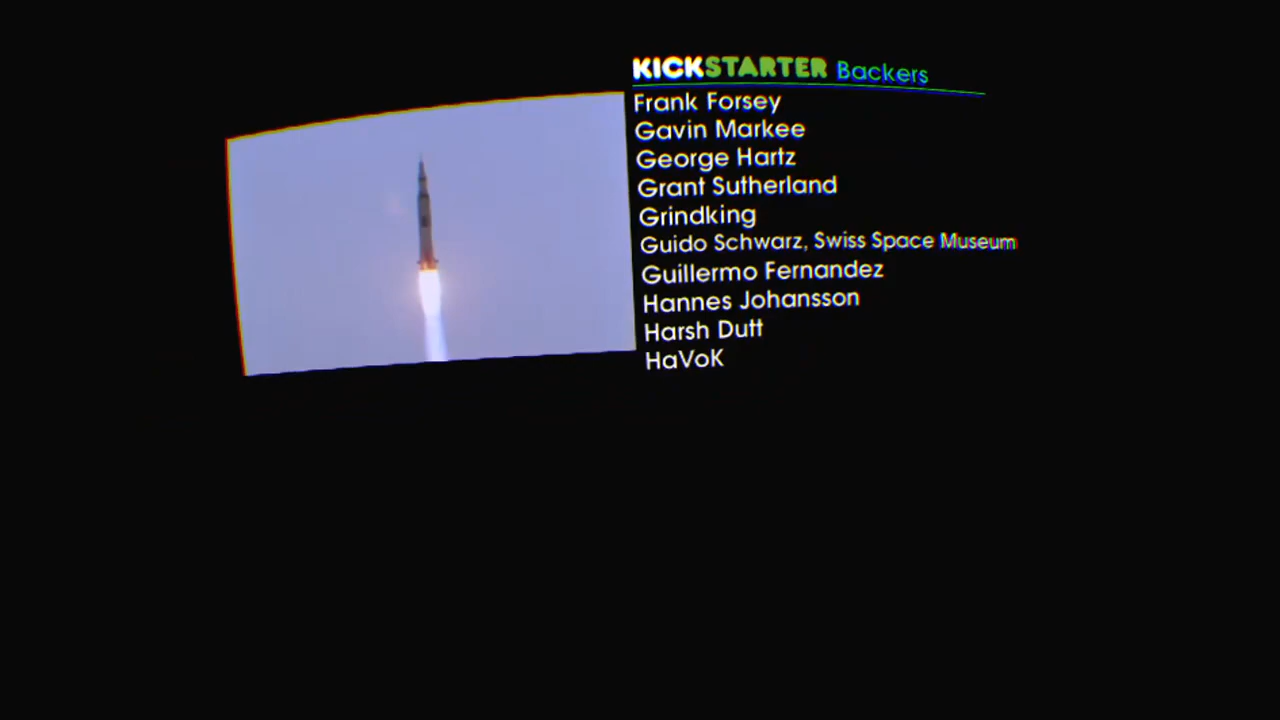 KICKSTARTER Backers
Frank Forsey
Gavin Markee
George Hartz
Grant Sutherland
Grindking
Guido Schwarz, Swiss Space Museum
Guillermo Fernandez
Hannes Johansson
Harsh Dutt
HaVoK